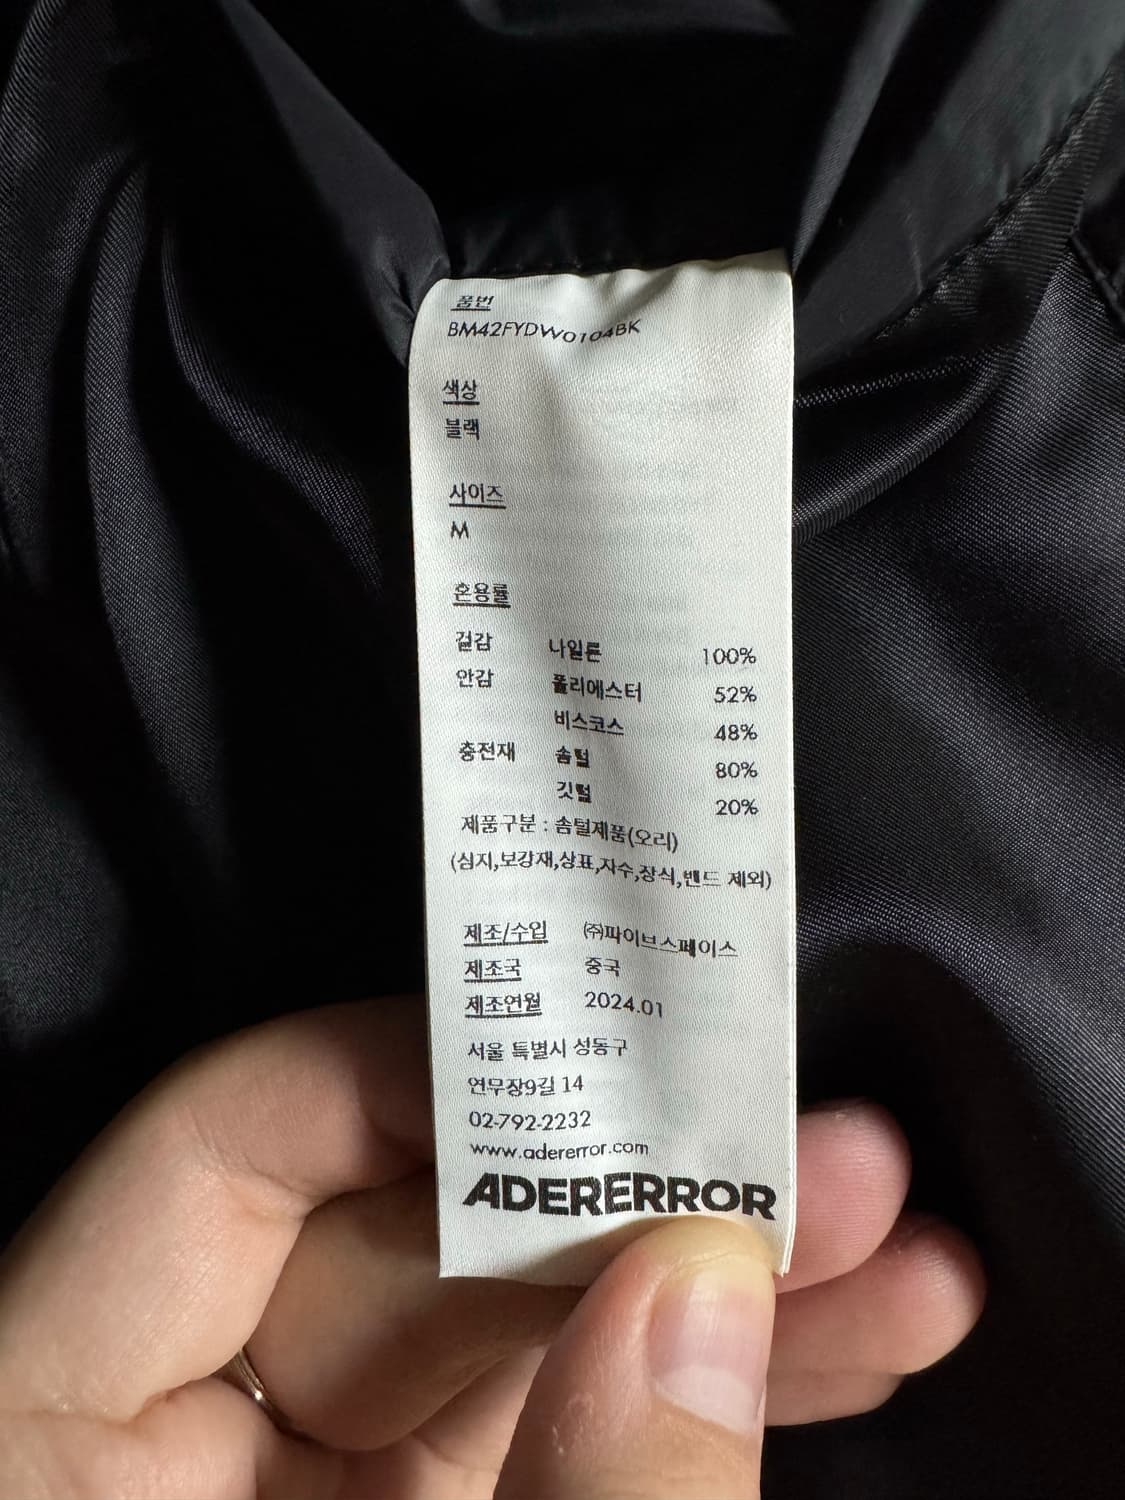 품번
BM42FYDW0104BK
색상
블랙
사이즈
M
혼용률
겉감 나일론 100%
안감 폴리에스터 52%
비스코스 48%
충전재 솜털 80%
깃털 20%
제품구분 : 솜털제품(오리)
(심지,보강재,상표,자수,장식,밴드 제외)
제조/수입 ㈜파이브스페이스
제조국 중국
제조연월 2024.01
서울 특별시 성동구
연무장9길 14
02-792-2232
www.adererror.com
ADERERROR